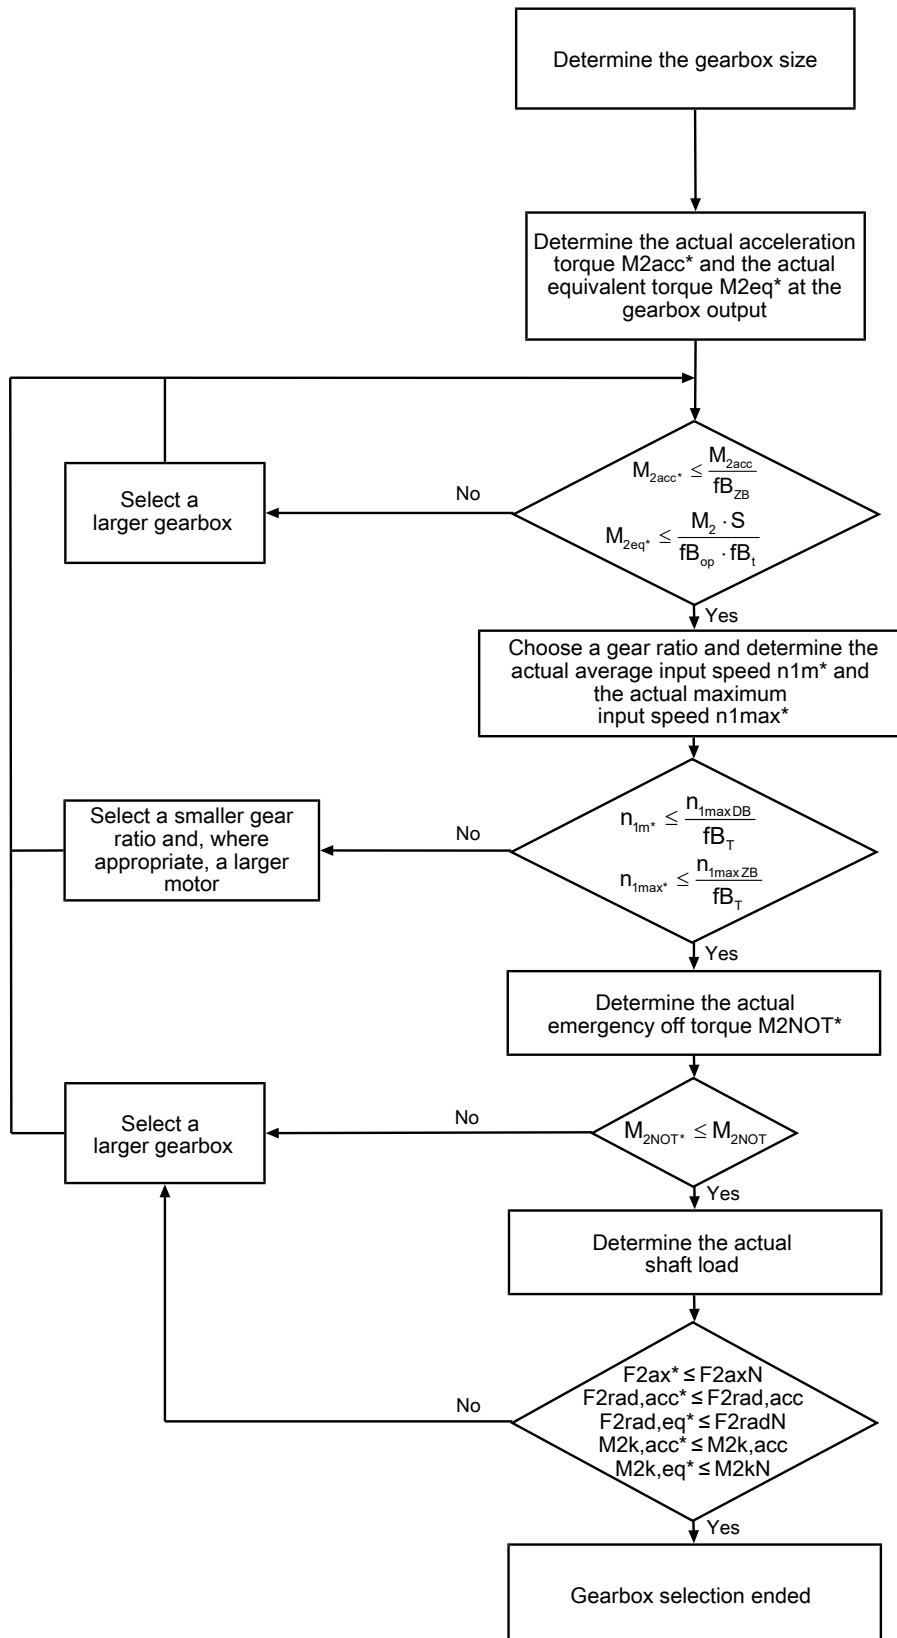 Determine the gearbox size
Determine the actual acceleration
torque M2acc* and the actual
equivalent torque M2eq* at the
gearbox output
M2acc* ≤ M2acc / fBZB
No
Select a
larger gearbox
M2eq* ≤ M2 · S / fBop · fBt
Yes
Choose a gear ratio and determine the
actual average input speed n1m* and
the actual maximum
input speed n1max*
n1m* ≤ n1maxDB / fBT
No
Select a smaller gear
ratio and, where
appropriate, a larger
motor
n1max* ≤ n1maxZB / fBT
Yes
Determine the actual
emergency off torque M2NOT*
M2NOT* ≤ M2NOT
No
Select a
larger gearbox
Yes
Determine the actual
shaft load
F2ax* ≤ F2axN
F2rad,acc* ≤ F2rad,acc
F2rad,eq* ≤ F2radN
M2k,acc* ≤ M2k,acc
M2k,eq* ≤ M2kN
No
Yes
Gearbox selection ended